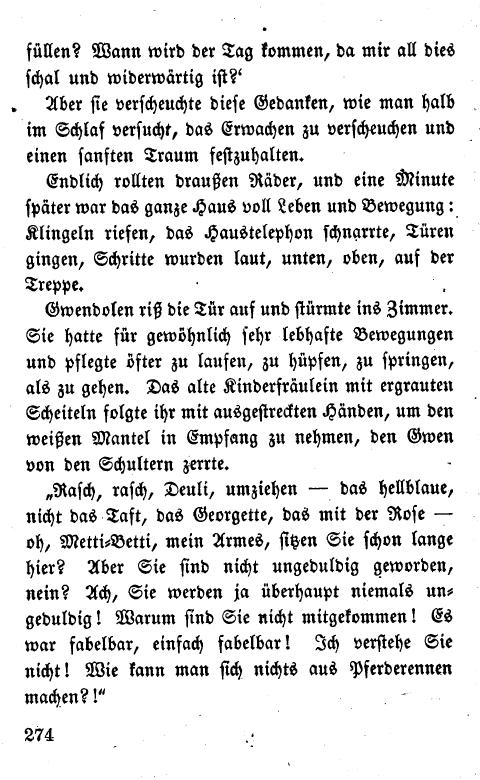 füllen? Wann wird der Tag kommen, da mir all dies
schal und widerwärtig ist?‘
Aber sie verscheuchte diese Gedanken, wie man halb
im Schlaf versucht, das Erwachen zu verscheuchen und
einen sanften Traum festzuhalten.
Endlich rollten draußen Räder, und eine Minute
später war das ganze Haus voll Leben und Bewegung:
Klingeln riefen, das Haustelephon schnarrte, Türen
gingen, Schritte wurden laut, unten, oben, auf der
Treppe.
Gwendolen riß die Tür auf und stürmte ins Zimmer.
Sie hatte für gewöhnlich sehr lebhafte Bewegungen
und pflegte öfter zu laufen, zu hüpfen, zu springen,
als zu gehen. Das alte Kinderfräulein mit ergrauten
Scheiteln folgte ihr mit ausgestreckten Händen, um den
weißen Mantel in Empfang zu nehmen, den Gwen
von den Schultern zerrte.
„Rasch, rasch, Deuli, umziehen — das hellblaue,
nicht das Taft, das Georgette, das mit der Rose —
oh, Metti-Betti, mein Armes, sitzen Sie schon lange
hier? Aber Sie sind nicht ungeduldig geworden,
nein? Ach, Sie werden ja überhaupt niemals un-
geduldig! Warum sind Sie nicht mitgekommen! Es
war fabelbar, einfach fabelbar! Ich verstehe Sie
nicht! Wie kann man sich nichts aus Pferderennen
machen?!“
274